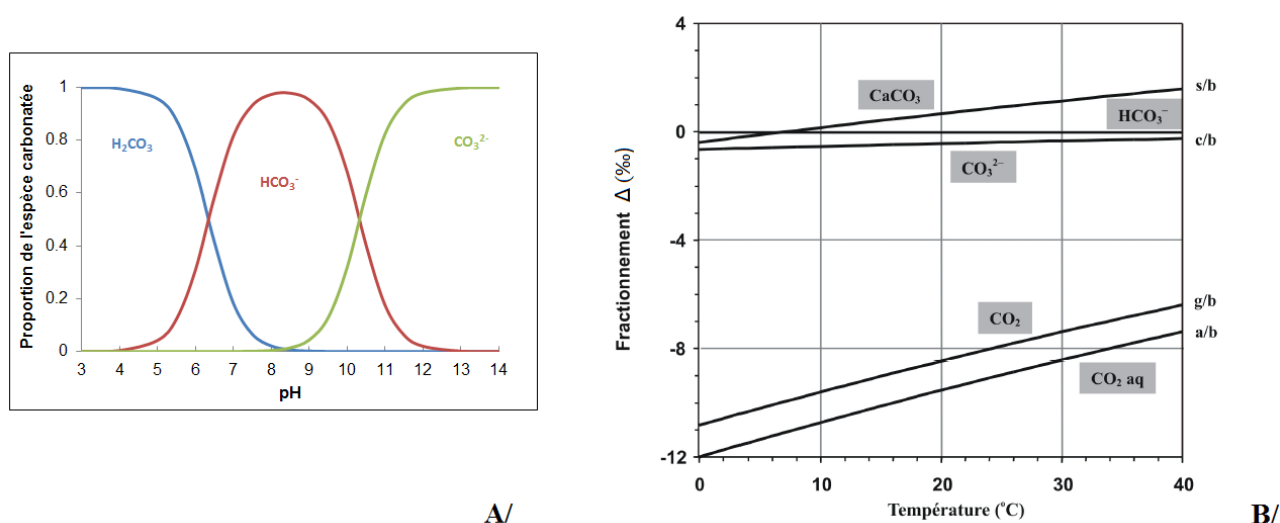 Proportion de l'espèce carbonatée
1
0.8
0.6
0.4
0.2
0
H₂CO₃
HCO₃⁻
CO₃²⁻
3 4 5 6 7 8 9 10 11 12 13 14
pH
A/
Fractionnement Δ (‰)
4
0
-4
-8
-12
CaCO₃
s/b
HCO₃⁻
c/b
CO₃²⁻
g/b
CO₂
a/b
CO₂ aq
0 10 20 30 40
Température (°C)
B/